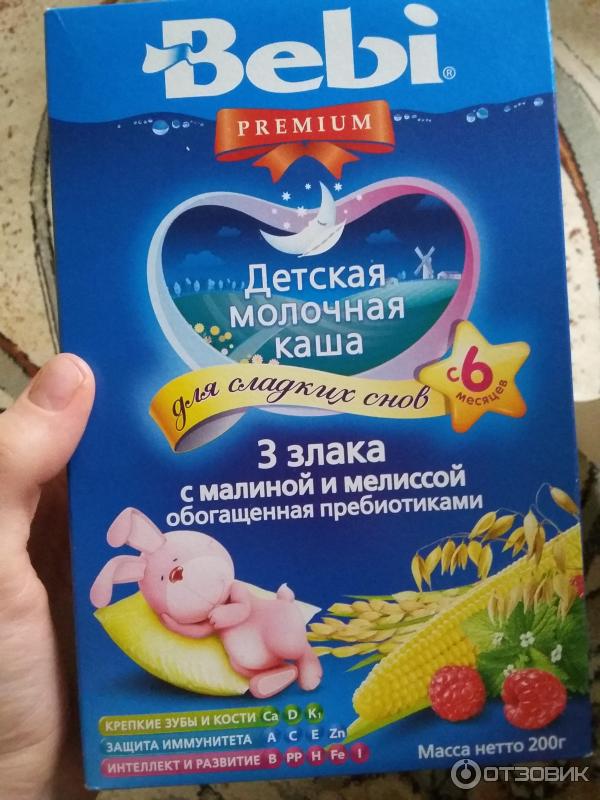 Bebi®
PREMIUM
Детская
молочная
каша
для сладких снов
с 6
месяцев
3 злака
с малиной и мелиссой
обогащенная пребиотиками
КРЕПКИЕ ЗУБЫ И КОСТИ Ca D K1
ЗАЩИТА ИММУНИТЕТА A C E Zn
ИНТЕЛЛЕКТ И РАЗВИТИЕ B PP H Fe I
Масса нетто 200г
ОТЗОВИК